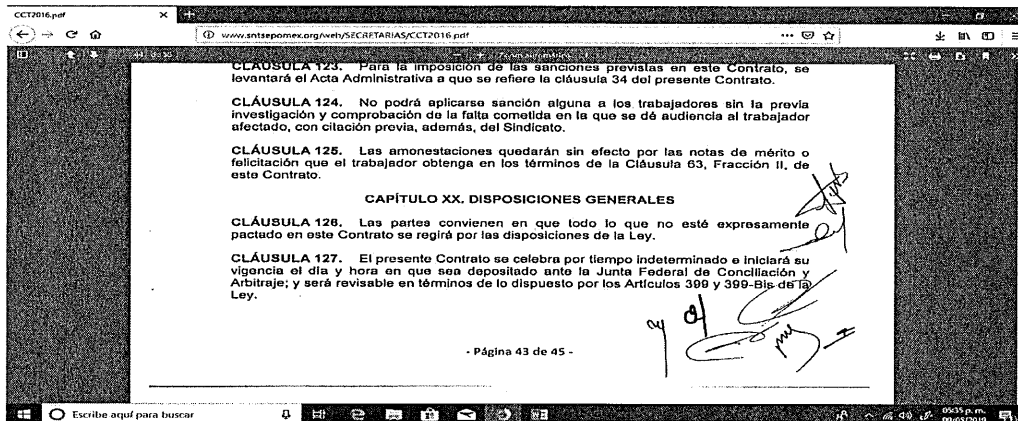 CCT2016.pdf
www.sntsepomex.org/web/SECRETARIAS/CCT2016.pdf
CLÁUSULA 123. Para la imposición de las sanciones previstas en este Contrato, se
levantará el Acta Administrativa a que se refiere la cláusula 34 del presente Contrato.
CLÁUSULA 124. No podrá aplicarse sanción alguna a los trabajadores sin la previa
investigación y comprobación de la falta cometida en la que se dé audiencia al trabajador
afectado, con citación previa, además, del Sindicato.
CLÁUSULA 125. Las amonestaciones quedarán sin efecto por las notas de mérito o
felicitación que el trabajador obtenga en los términos de la Cláusula 63, Fracción II, de
este Contrato.
CAPÍTULO XX. DISPOSICIONES GENERALES
CLÁUSULA 126. Las partes convienen en que todo lo que no esté expresamente
pactado en este Contrato se regirá por las disposiciones de la Ley.
CLÁUSULA 127. El presente Contrato se celebra por tiempo indeterminado e iniciará su
vigencia el día y hora en que sea depositado ante la Junta Federal de Conciliación y
Arbitraje; y será revisable en términos de lo dispuesto por los Artículos 399 y 399-Bis de la
Ley.
- Página 43 de 45 -
Escribe aquí para buscar
05:35 p. m.